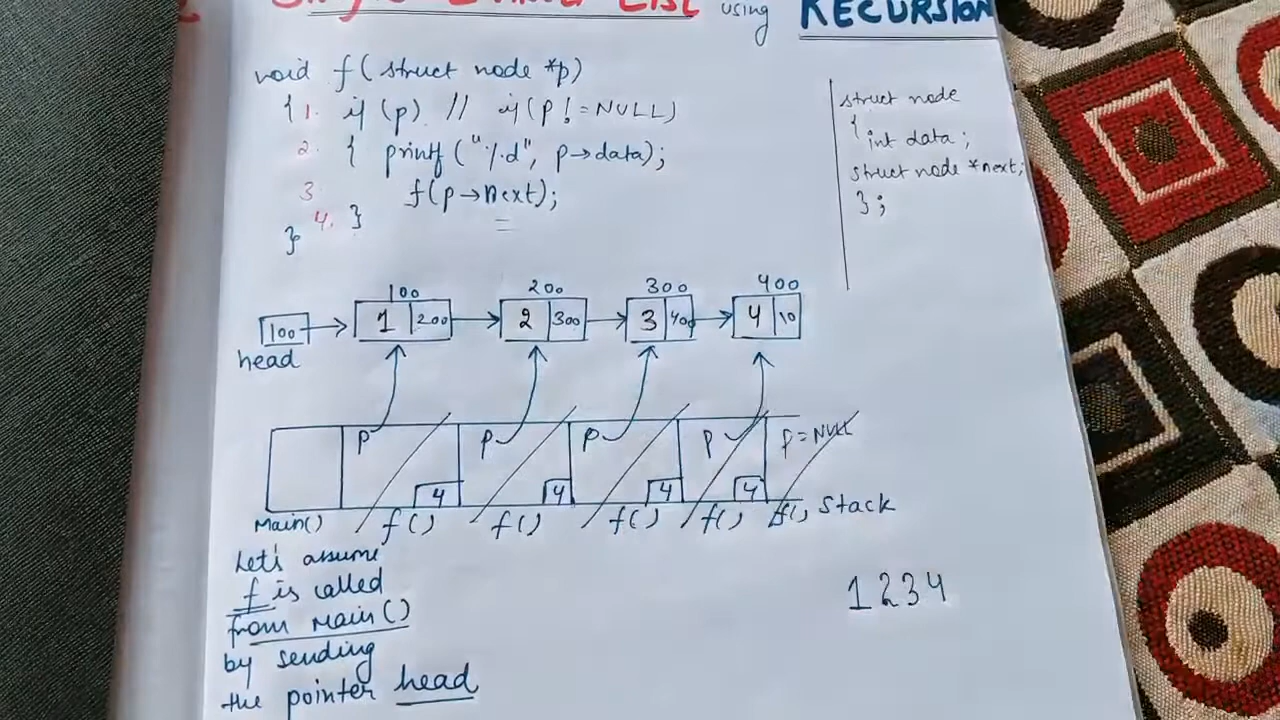 Single Linked List using RECURSION
void f( struct node *p)
{ 1. if (p) // if (p != NULL)
2. { printf ("%d", p→data);
3 f(p→next);
4. }
}
struct node
{
int data;
struct node *next;
};
100 200 300 400
100 1 200 2 300 3 400 4 10
head
p p p p p = NULL
4 4 4 4
Main() f() f() f() f() f() Stack
Let's assume
f is called
from Main()
by sending
the pointer head
1 2 3 4